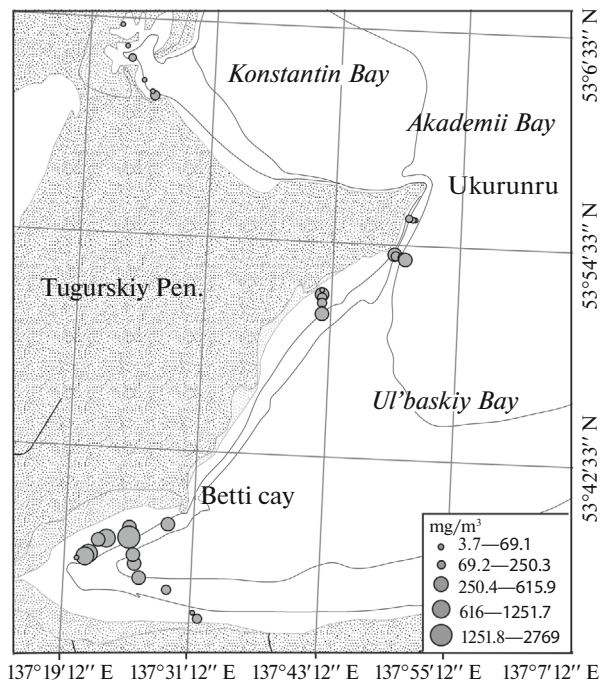 Konstantin Bay
53°6′33″ N
Akademii Bay
Ukurunru
53°54′33″ N
Tugurskiy Pen.
Ul’baskiy Bay
53°42′33″ N
Betti cay
mg/m³
3.7—69.1
69.2—250.3
250.4—615.9
616—1251.7
1251.8—2769
137°19′12″ E 137°31′12″ E 137°43′12″ E 137°55′12″ E 137°7′12″ E